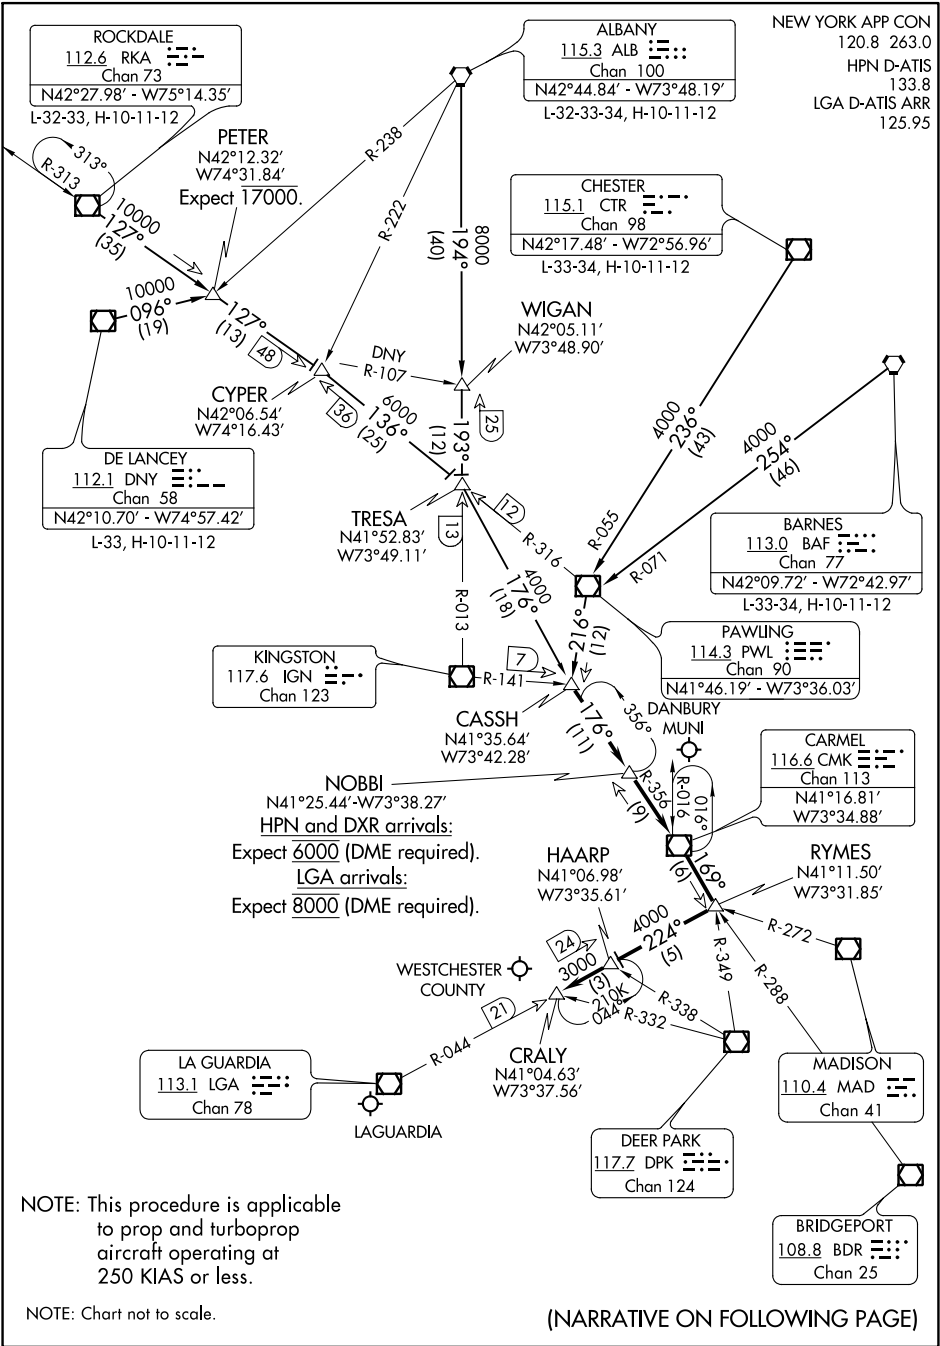 NEW YORK APP CON
120.8 263.0
HPN D-ATIS
133.8
LGA D-ATIS ARR
125.95
ROCKDALE
112.6 RKA
Chan 73
N42°27.98' - W75°14.35'
L-32-33, H-10-11-12
ALBANY
115.3 ALB
Chan 100
N42°44.84' - W73°48.19'
L-32-33-34, H-10-11-12
PETER
N42°12.32'
W74°31.84'
Expect 17000.
CHESTER
115.1 CTR
Chan 98
N42°17.48' - W72°56.96'
L-33-34, H-10-11-12
R-313
313°
10000
127°
(35)
R-238
R-222
8000
194°
(40)
10000
096°
(19)
127°
(13)
48
WIGAN
N42°05.11'
W73°48.90'
DNY
R-107
CYPER
N42°06.54'
W74°16.43'
36
6000
136°
(25)
193°
(12)
25
4000
236°
(43)
4000
254°
(46)
DE LANCEY
112.1 DNY
Chan 58
N42°10.70' - W74°57.42'
L-33, H-10-11-12
TRESA
N41°52.83'
W73°49.11'
13
12
R-316
R-055
R-071
BARNES
113.0 BAF
Chan 77
N42°09.72' - W72°42.97'
L-33-34, H-10-11-12
R-013
4000
176°
(18)
216°
(12)
PAWLING
114.3 PWL
Chan 90
N41°46.19' - W73°36.03'
KINGSTON
117.6 IGN
Chan 123
R-141
7
CASSH
N41°35.64'
W73°42.28'
176°
(11)
356°
DANBURY
MUNI
CARMEL
116.6 CMK
Chan 113
N41°16.81'
W73°34.88'
NOBBI
N41°25.44'-W73°38.27'
HPN and DXR arrivals:
Expect 6000 (DME required).
LGA arrivals:
Expect 8000 (DME required).
R-356
(9)
R-016
016°
HAARP
N41°06.98'
W73°35.61'
169°
(6)
RYMES
N41°11.50'
W73°31.85'
4000
224°
(5)
24
3000
(3)
210K
044°
R-272
R-349
R-288
R-338
R-332
WESTCHESTER
COUNTY
21
R-044
CRALY
N41°04.63'
W73°37.56'
LA GUARDIA
113.1 LGA
Chan 78
LAGUARDIA
MADISON
110.4 MAD
Chan 41
DEER PARK
117.7 DPK
Chan 124
BRIDGEPORT
108.8 BDR
Chan 25
NOTE: This procedure is applicable
to prop and turboprop
aircraft operating at
250 KIAS or less.
NOTE: Chart not to scale.
(NARRATIVE ON FOLLOWING PAGE)